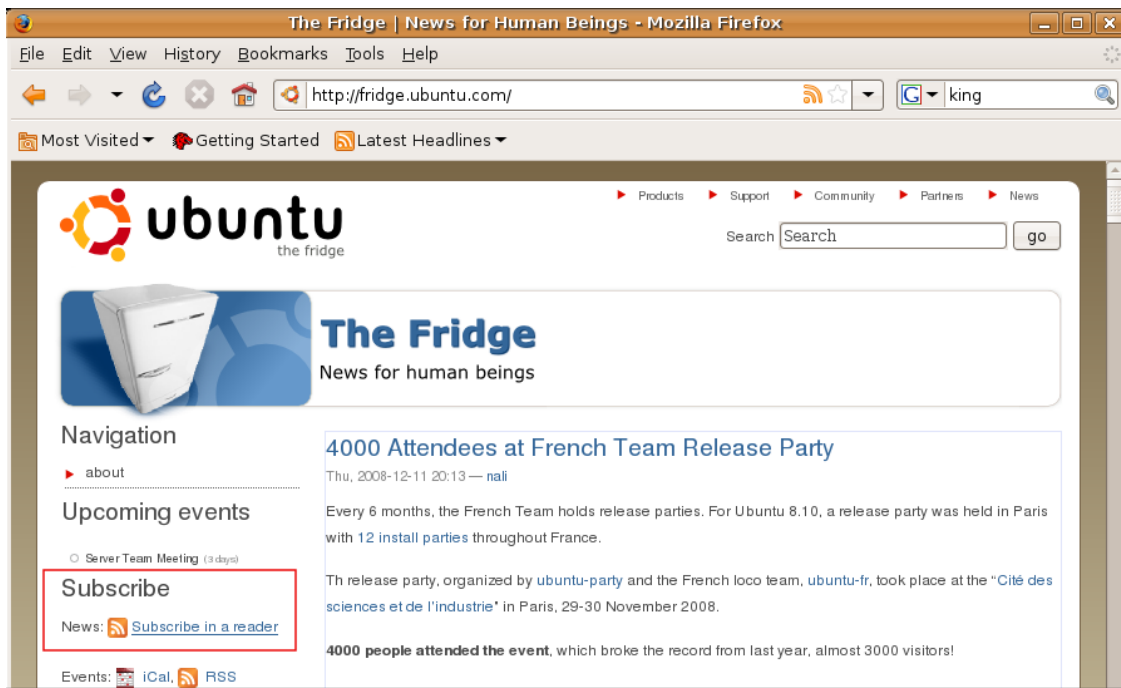 The Fridge | News for Human Beings - Mozilla Firefox
File Edit View History Bookmarks Tools Help
http://fridge.ubuntu.com/ G king
Most Visited Getting Started Latest Headlines
ubuntu
the fridge
Products Support Community Partners News
Search Search go
The Fridge
News for human beings
Navigation
about
Upcoming events
Server Team Meeting (3 days)
Subscribe
News: Subscribe in a reader
Events: iCal, RSS
4000 Attendees at French Team Release Party
Thu, 2008-12-11 20:13 — nali
Every 6 months, the French Team holds release parties. For Ubuntu 8.10, a release party was held in Paris
with 12 install parties throughout France.
Th release party, organized by ubuntu-party and the French loco team, ubuntu-fr, took place at the “Cité des
sciences et de l'industrie" in Paris, 29-30 November 2008.
4000 people attended the event, which broke the record from last year, almost 3000 visitors!